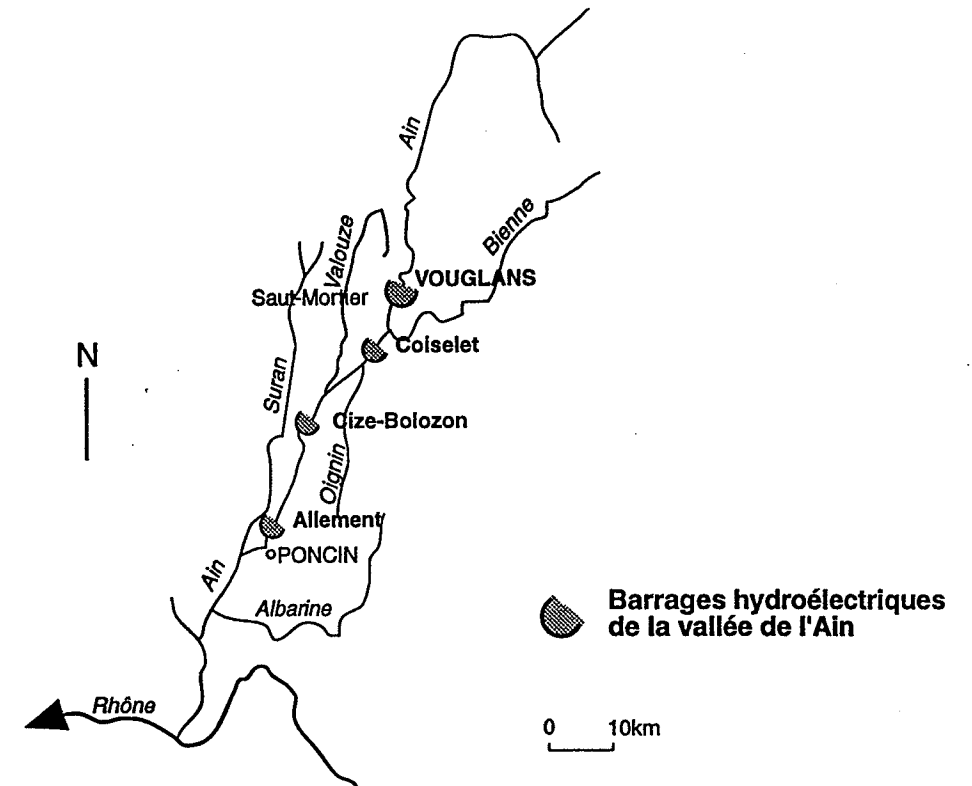 Ain
Bienne
Valouze
VOUGLANS
Saut-Mortier
Coiselet
N
Suran
Cize-Bolozon
Oignin
Allement
PONCIN
Ain
Albarine
Barrages hydroélectriques
de la vallée de l'Ain
Rhône
0 10km